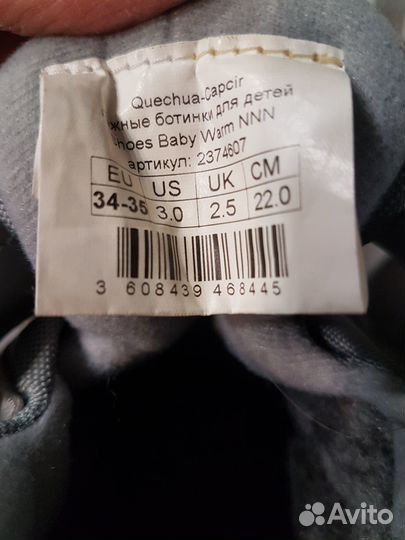 Quechua-Capcir
жные ботинки для детей
hoes Baby Warm NNN
артикул: 2374607
EU US UK CM
34-35 3.0 2.5 22.0
3 608439 468445
Avito